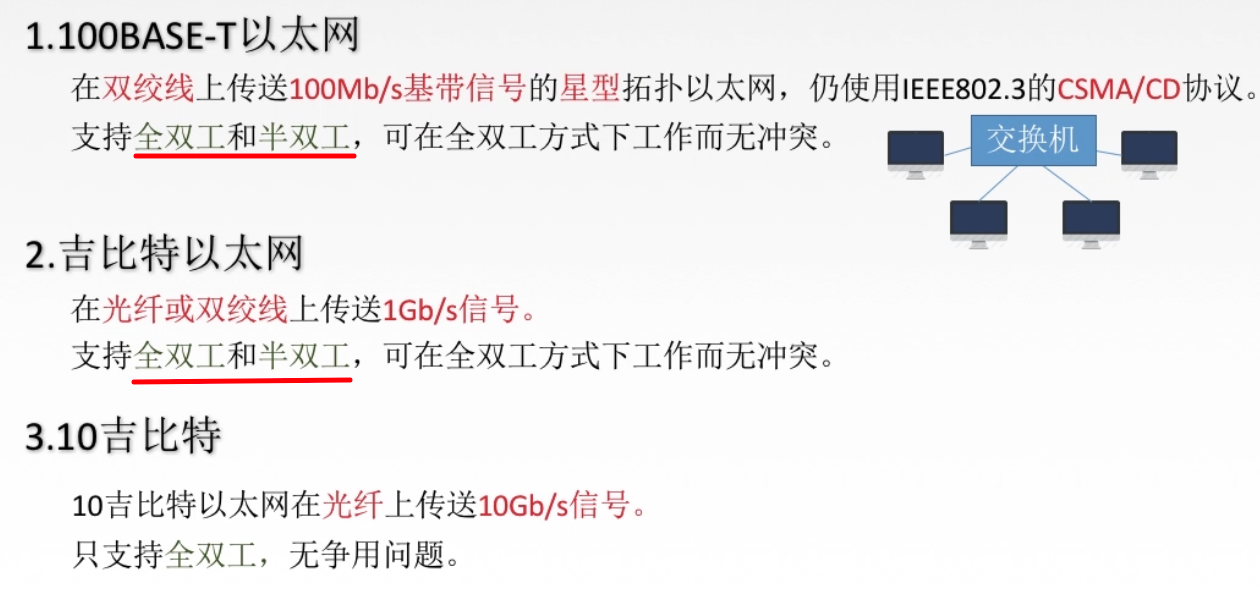 1.100BASE-T以太网
在双绞线上传送100Mb/s基带信号的星型拓扑以太网，仍使用IEEE802.3的CSMA/CD协议。
支持全双工和半双工，可在全双工方式下工作而无冲突。
交换机
2.吉比特以太网
在光纤或双绞线上传送1Gb/s信号。
支持全双工和半双工，可在全双工方式下工作而无冲突。
3.10吉比特
10吉比特以太网在光纤上传送10Gb/s信号。
只支持全双工，无争用问题。